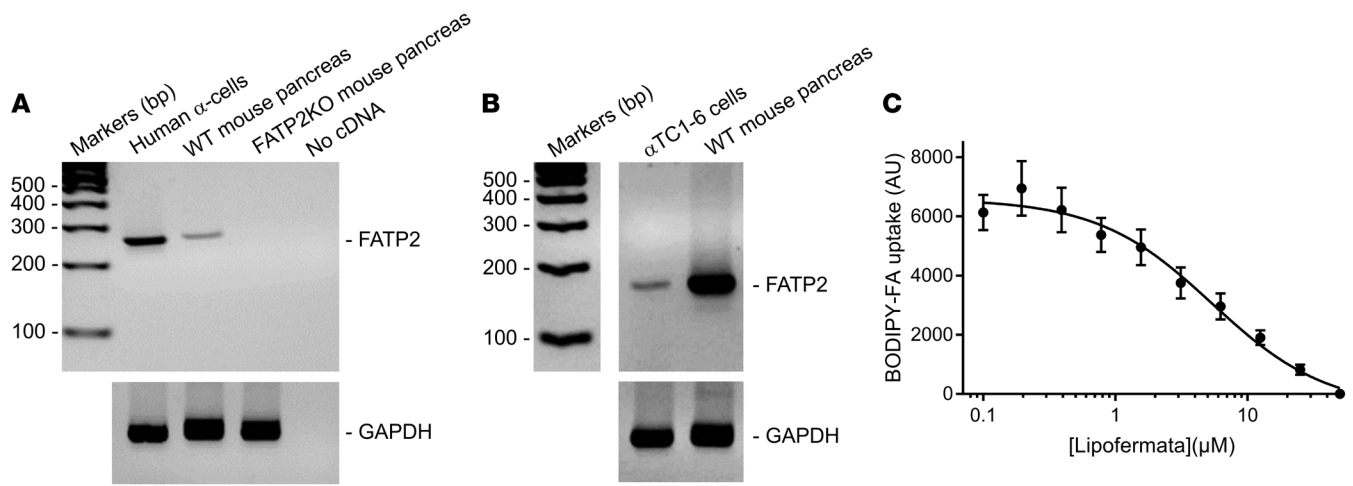 A
Markers (bp)
Human α-cells
WT mouse pancreas
FATP2KO mouse pancreas
No cDNA
500 -
400 -
300 -
200 -
100 -
- FATP2
- GAPDH
B
Markers (bp)
αTC1-6 cells
WT mouse pancreas
500 -
400 -
300 -
200 -
100 -
- FATP2
- GAPDH
C
BODIPY-FA uptake (AU)
8000
6000
4000
2000
0
0.1
1
10
[Lipofermata](μM)